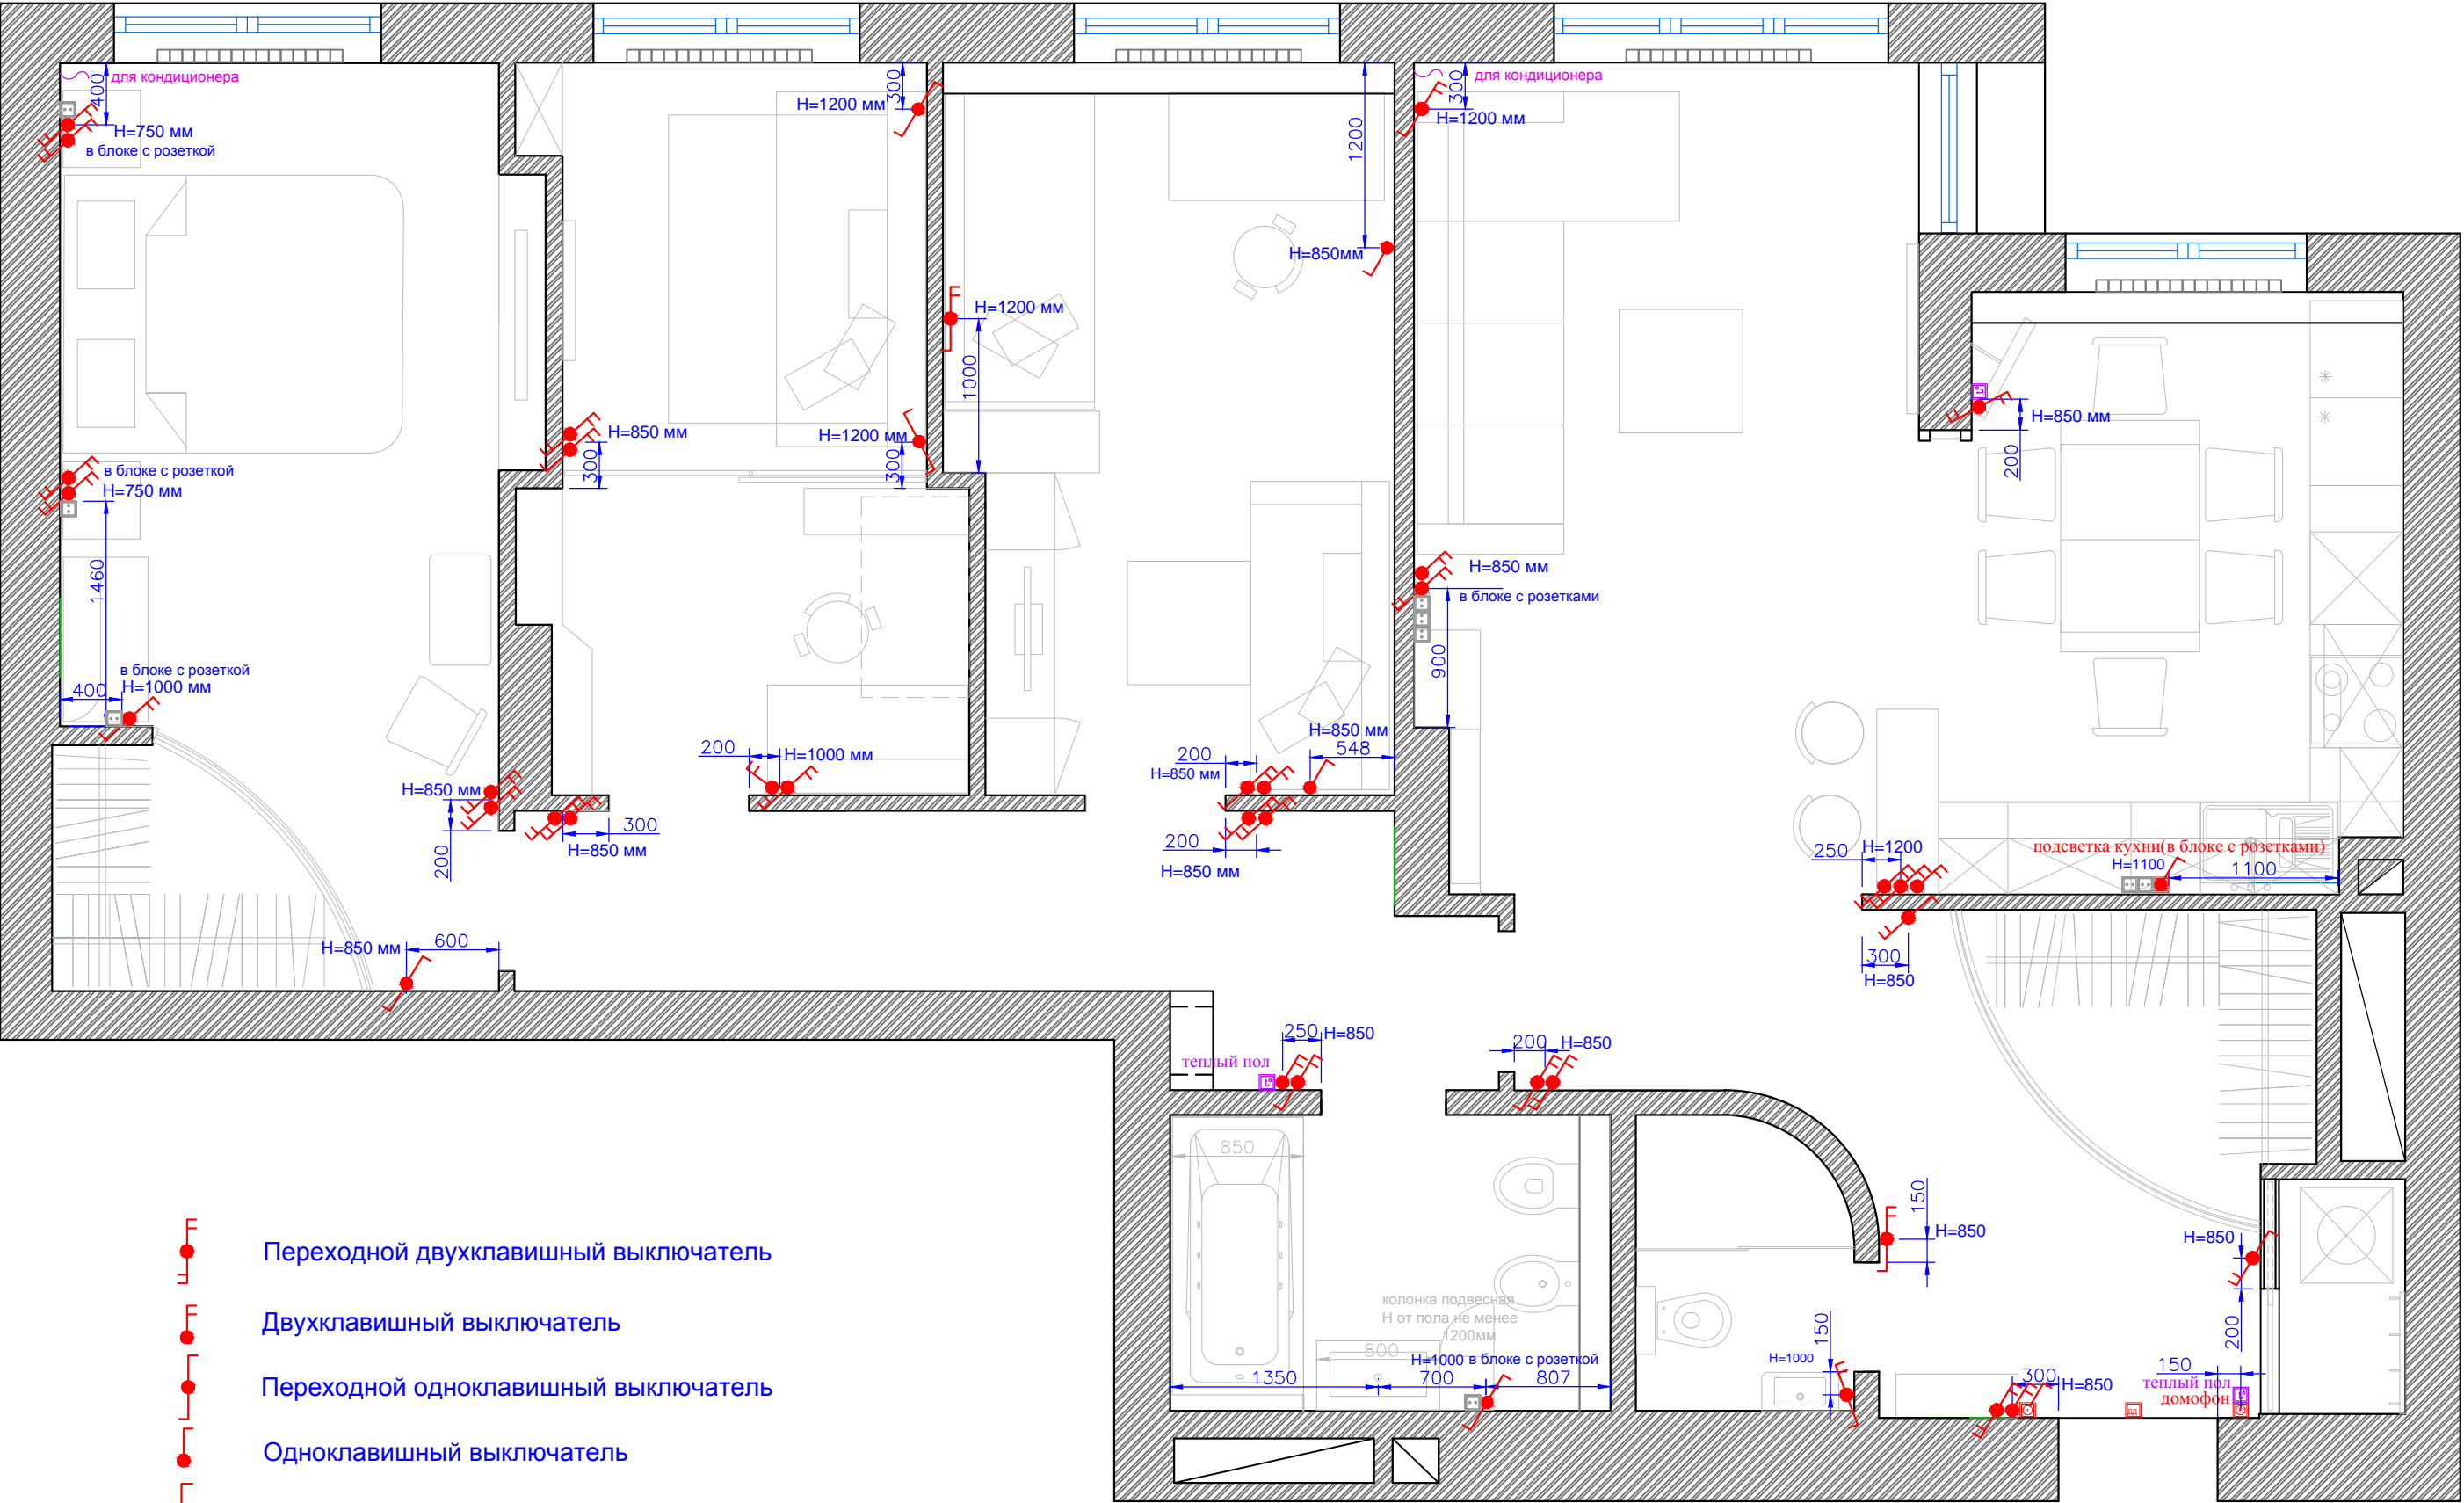 для кондиционера
400
H=750 мм
в блоке с розеткой
в блоке с розеткой
H=750 мм
1460
в блоке с розеткой
400
H=1000 мм
H=850 мм
200
H=850 мм
600
300
H=1200 мм
H=850 мм
300
H=1200 мм
300
200
H=1000 мм
300
H=850 мм
H=1200 мм
1000
1200
H=850мм
H=850 мм
548
200
H=850 мм
200
H=850 мм
для кондиционера
300
H=1200 мм
H=850 мм
в блоке с розетками
900
H=850 мм
200
250
H=1200
подсветка кухни(в блоке с розетками)
H=1100
1100
300
H=850
250
H=850
теплый пол
200
H=850
850
150
H=850
H=850
200
колонка подвесная
H от пола не менее
1200мм
800
H=1000 в блоке с розеткой
1350
700
807
H=1000
150
300
H=850
150
теплый пол
домофон
Переходной двухклавишный выключатель
Двухклавишный выключатель
Переходной одноклавишный выключатель
Одноклавишный выключатель